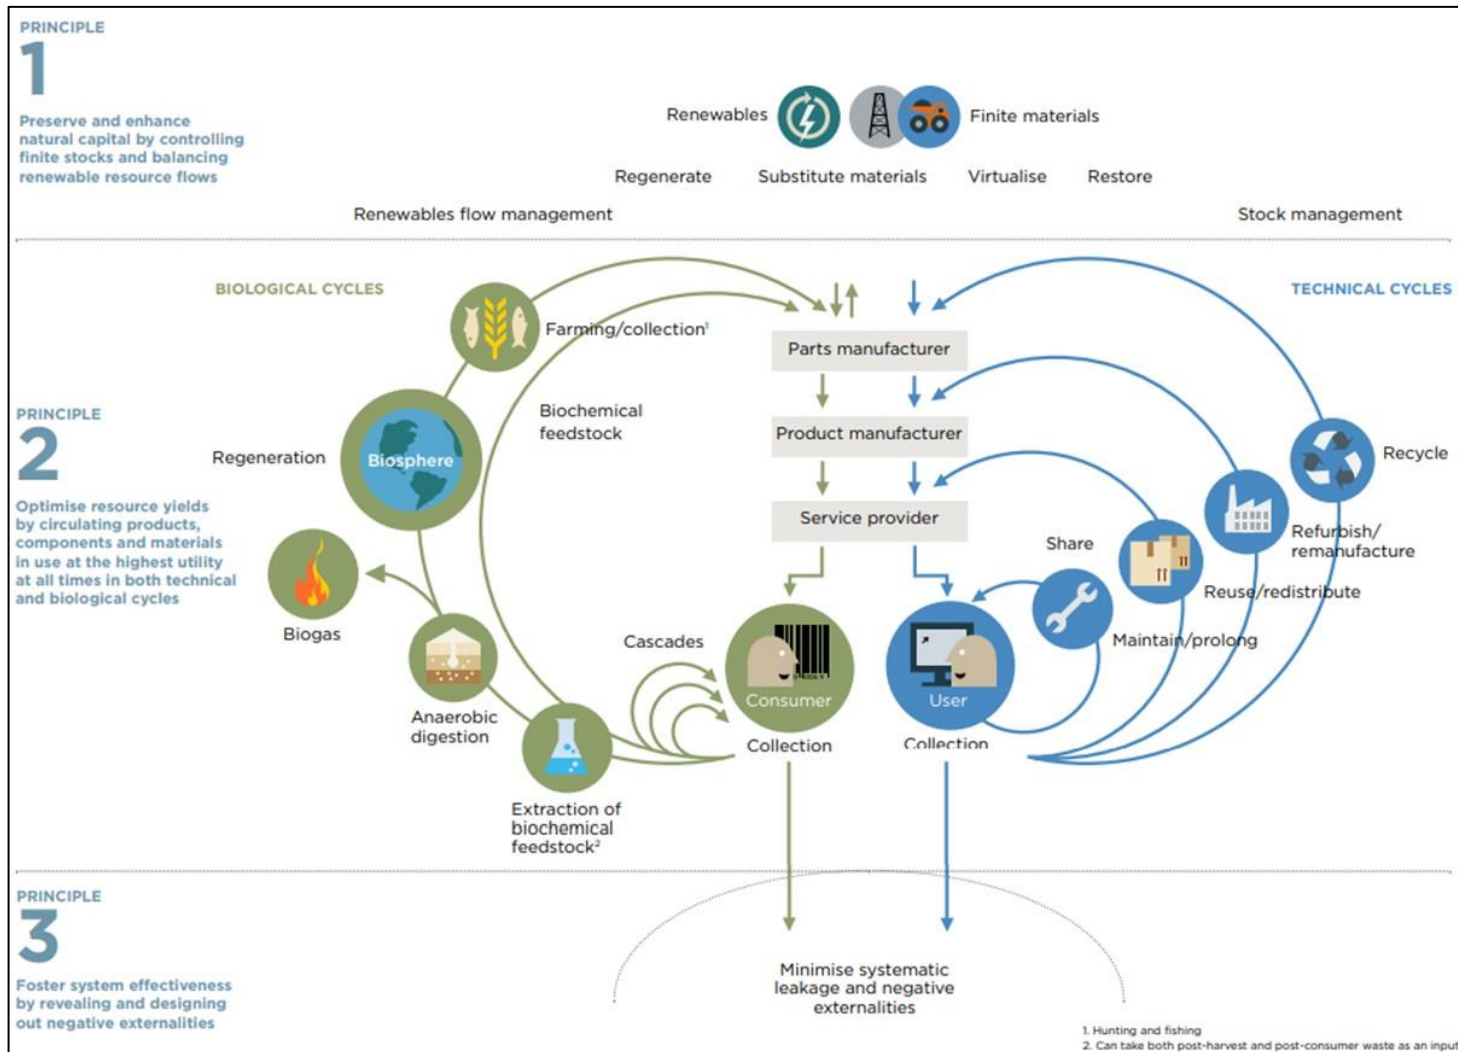 PRINCIPLE
1
Preserve and enhance
natural capital by controlling
finite stocks and balancing
renewable resource flows
Renewables
Finite materials
Regenerate
Substitute materials
Virtualise
Restore
Renewables flow management
Stock management
PRINCIPLE
2
Optimise resource yields
by circulating products,
components and materials
in use at the highest utility
at all times in both technical
and biological cycles
BIOLOGICAL CYCLES
TECHNICAL CYCLES
Farming/collection¹
Parts manufacturer
Biochemical
feedstock
Product manufacturer
Regeneration
Biosphere
Recycle
Service provider
Share
Refurbish/
remanufacture
Reuse/redistribute
Biogas
Cascades
Maintain/prolong
Consumer
User
Anaerobic
digestion
Collection
Collection
Extraction of
biochemical
feedstock²
PRINCIPLE
3
Foster system effectiveness
by revealing and designing
out negative externalities
Minimise systematic
leakage and negative
externalities
1. Hunting and fishing
2. Can take both post-harvest and post-consumer waste as an input